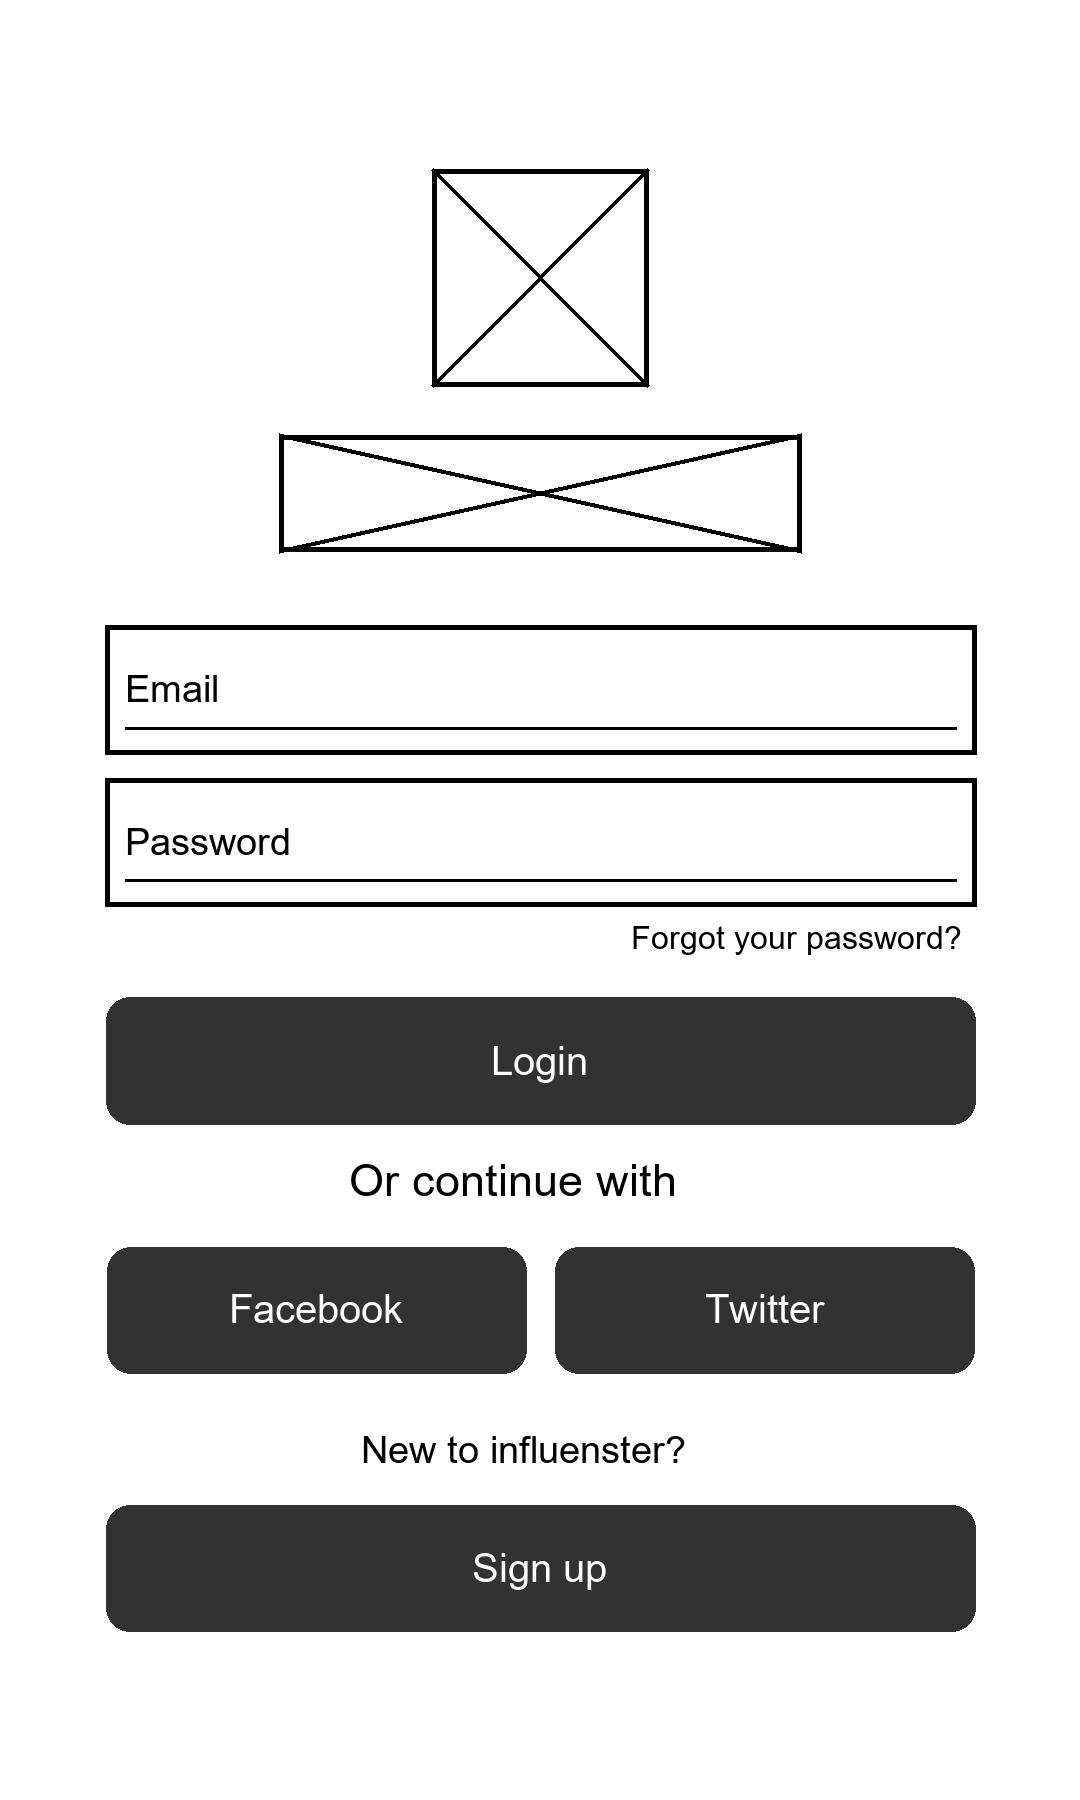 Email
Password
Forgot your password?
Login
Or continue with
Facebook
Twitter
New to influenster?
Sign up